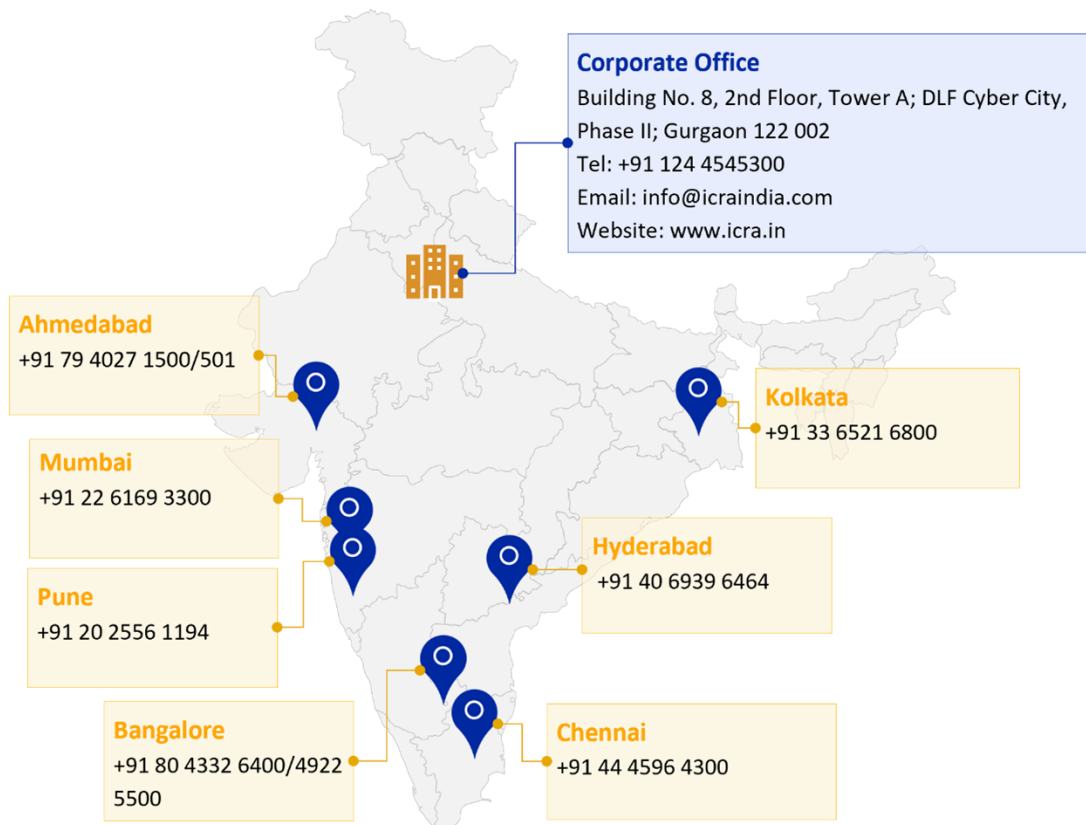 Corporate Office
Building No. 8, 2nd Floor, Tower A; DLF Cyber City,
Phase II; Gurgaon 122 002
Tel: +91 124 4545300
Email: info@icraindia.com
Website: www.icra.in
Ahmedabad
+91 79 4027 1500/501
Kolkata
+91 33 6521 6800
Mumbai
+91 22 6169 3300
Hyderabad
+91 40 6939 6464
Pune
+91 20 2556 1194
Bangalore
+91 80 4332 6400/4922
5500
Chennai
+91 44 4596 4300